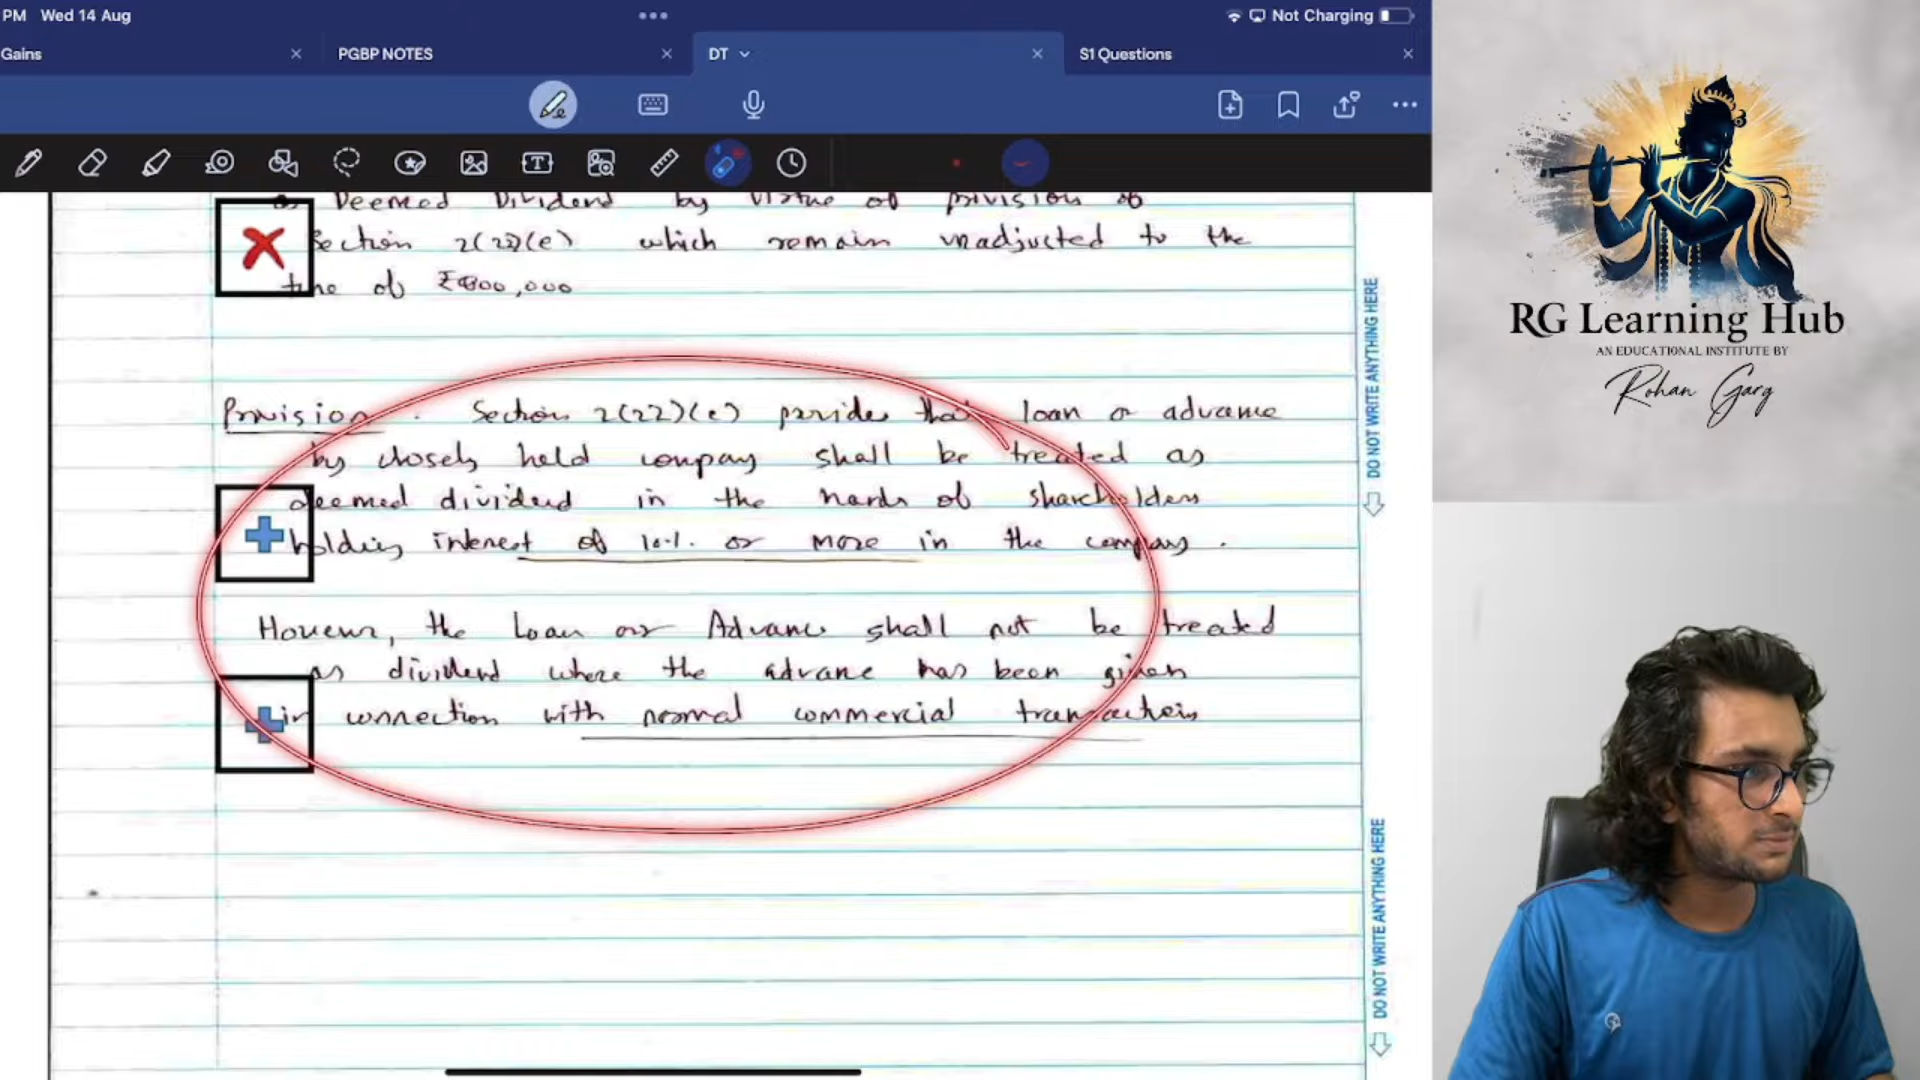 PM Wed 14 Aug
Not Charging
Gains
PGBP NOTES
DT
S1 Questions
as Deemed Dividend by virtue of provision of
Section 2(22)(e) which remain unadjusted to the
tune of
Provision. Section 2(22)(e) provides that loan or advance
by closely held company shall be treated as
deemed dividend in the hands of shareholders
holding interest of 10%. or more in the company.
However, the Loan or Advance shall not be treated
as dividend where the advance has been given
in connection with normal commercial transactions
DO NOT WRITE ANYTHING HERE
DO NOT WRITE ANYTHING HERE
RG Learning Hub
AN EDUCATIONAL INSTITUTE BY
Rohan Garg